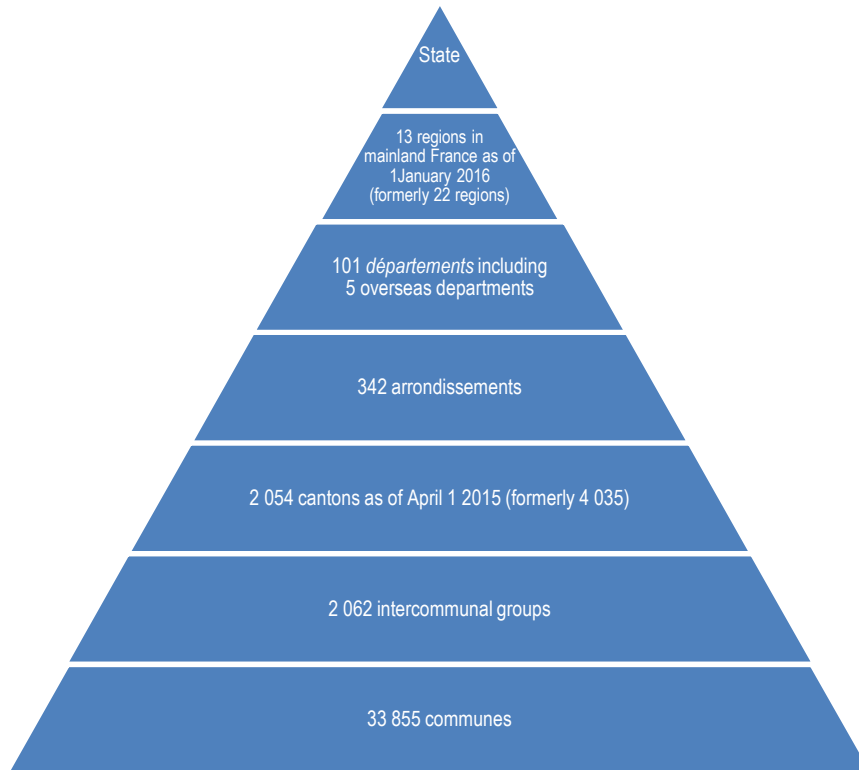 State
13 regions in
mainland France as of
1January 2016
(formerly 22 regions)
101 départements including
5 overseas departments
342 arrondissements
2 054 cantons as of April 1 2015 (formerly 4 035)
2 062 intercommunal groups
33 855 communes